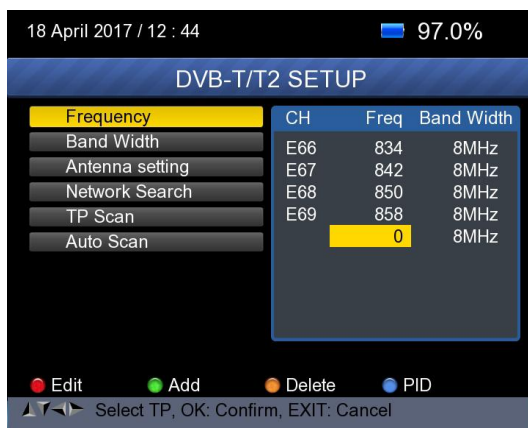 18 April 2017 / 12 : 44 97.0%
DVB-T/T2 SETUP
Frequency
Band Width
Antenna setting
Network Search
TP Scan
Auto Scan
CH Freq Band Width
E66 834 8MHz
E67 842 8MHz
E68 850 8MHz
E69 858 8MHz
0 8MHz
Edit Add Delete PID
Select TP, OK: Confirm, EXIT: Cancel